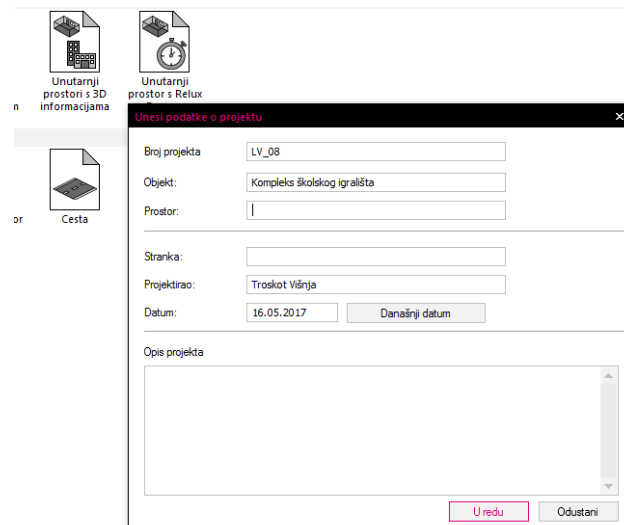 Unutarnji
prostori s 3D
informacijama
Unutarnji
prostor s Relux
Unesi podatke o projektu
Broj projekta LV_08
Objekt: Kompleks školskog igrališta
Prostor:
Stranka:
Projektirao: Troskot Višnja
Datum: 16.05.2017 Današnji datum
Cesta
Opis projekta
U redu Odustani